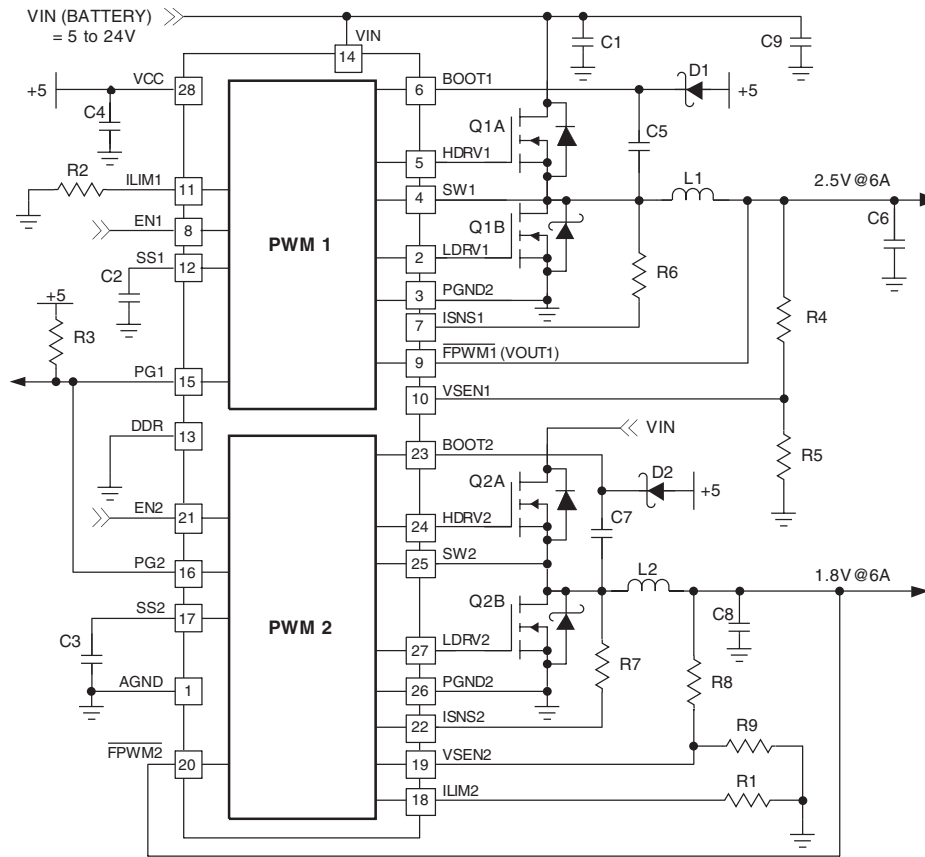 VIN (BATTERY)
= 5 to 24V
VIN
14
C1
C9
VCC
28
+5
C4
6
BOOT1
D1
+5
Q1A
C5
5
HDRV1
R2
ILIM1
11
4
SW1
L1
2.5V@6A
EN1
8
Q1B
C6
PWM 1
SS1
12
C2
2
LDRV1
R6
3
PGND2
+5
R3
7
ISNS1
R4
9
FPWM1 (VOUT1)
PG1
15
10
VSEN1
DDR
13
VIN
23
BOOT2
R5
Q2A
D2
+5
EN2
21
24
HDRV2
C7
25
SW2
PG2
16
L2
1.8V@6A
Q2B
SS2
17
C8
PWM 2
C3
27
LDRV2
R7
R8
AGND
1
26
PGND2
22
ISNS2
R9
FPWM2
20
19
VSEN2
R1
18
ILIM2